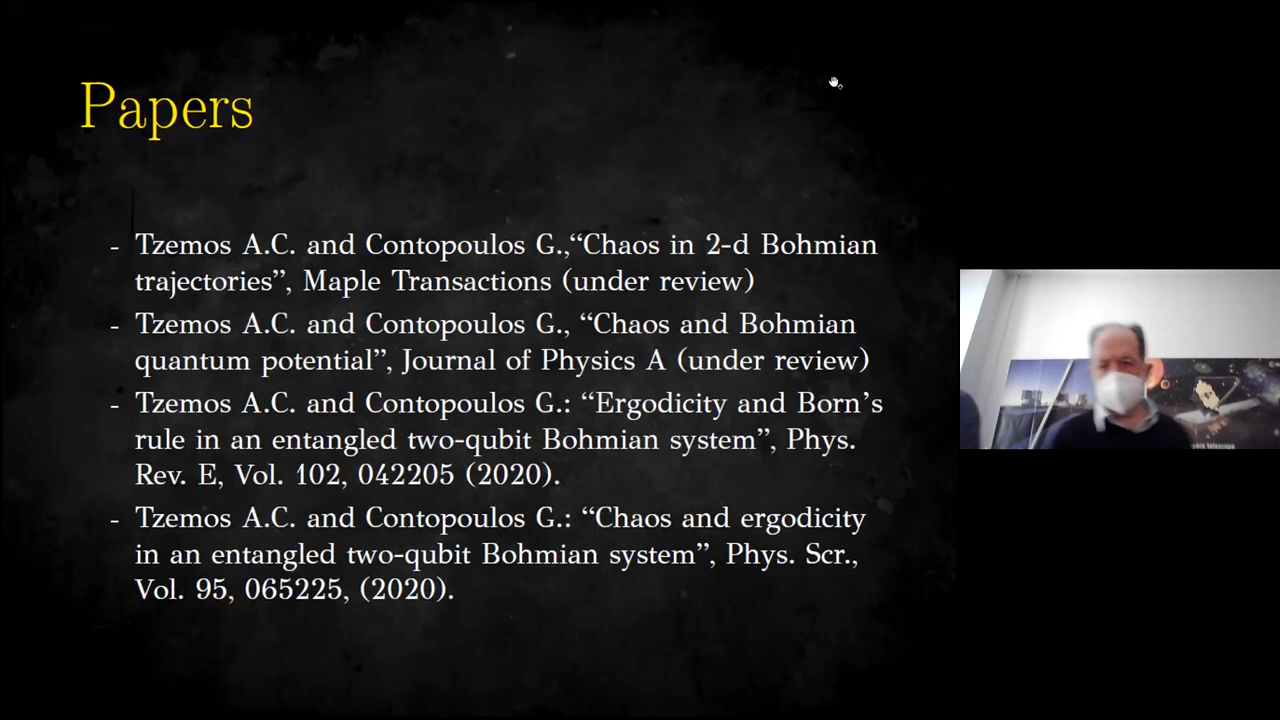 Papers
- Tzemos A.C. and Contopoulos G.,“Chaos in 2-d Bohmian
trajectories”, Maple Transactions (under review)
- Tzemos A.C. and Contopoulos G., “Chaos and Bohmian
quantum potential”, Journal of Physics A (under review)
- Tzemos A.C. and Contopoulos G.: “Ergodicity and Born’s
rule in an entangled two-qubit Bohmian system”, Phys.
Rev. E, Vol. 102, 042205 (2020).
- Tzemos A.C. and Contopoulos G.: “Chaos and ergodicity
in an entangled two-qubit Bohmian system”, Phys. Scr.,
Vol. 95, 065225, (2020).
telescope